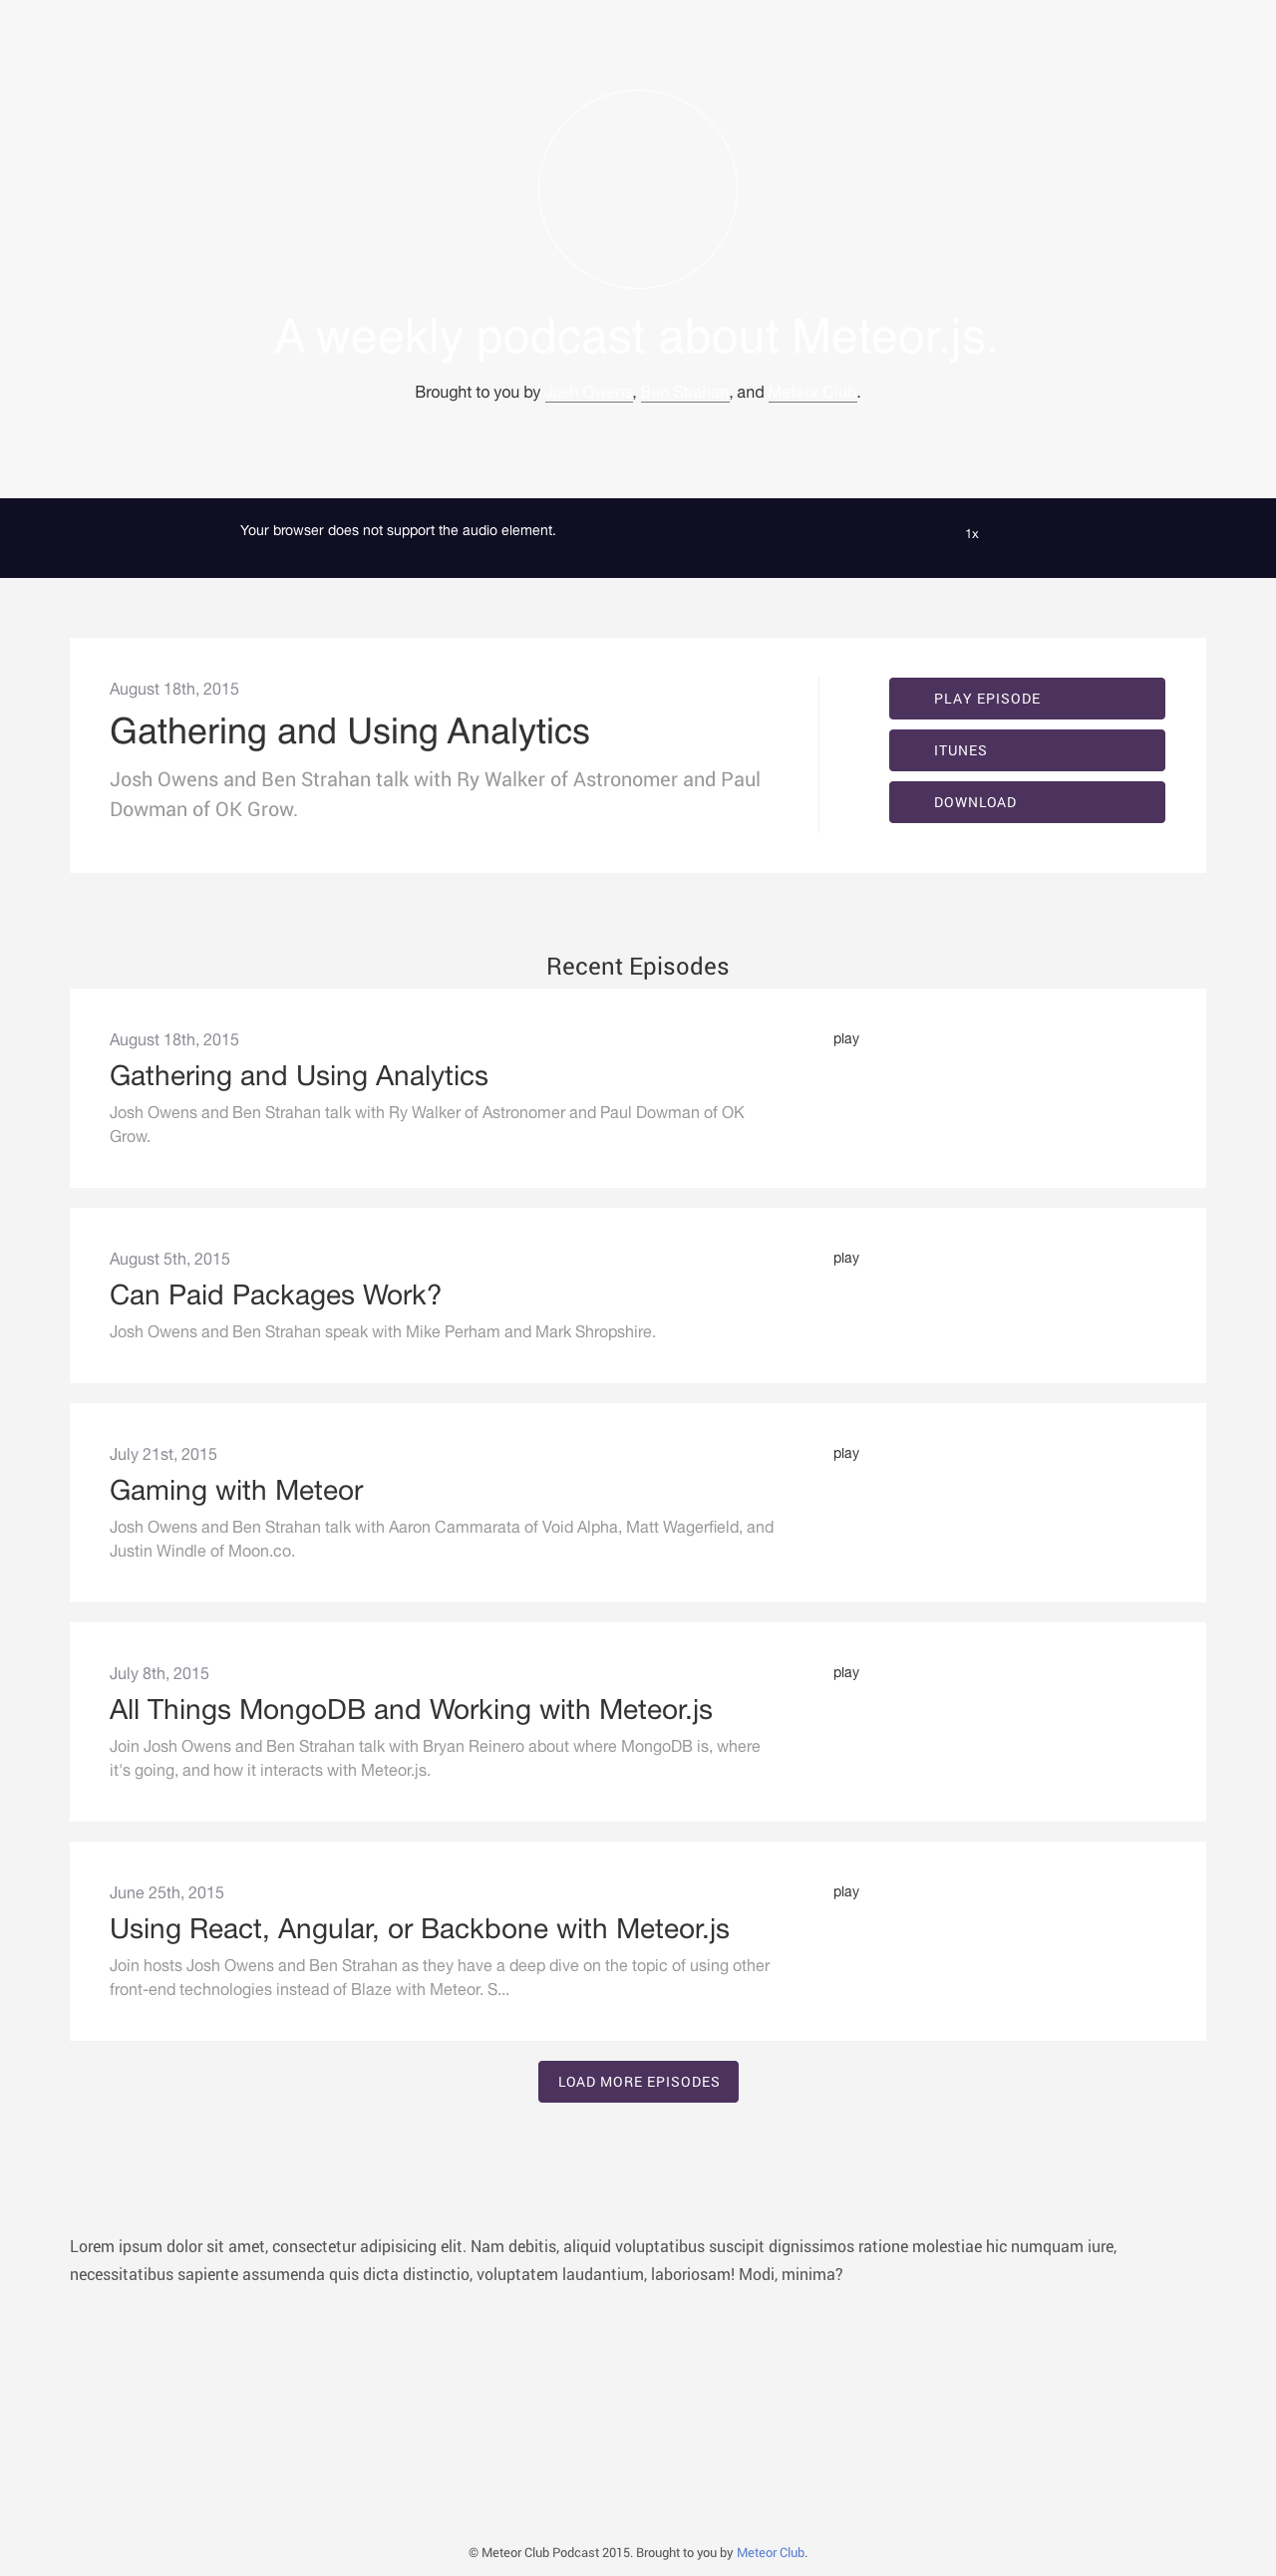 A weekly podcast about Meteor.js.
Brought to you by Josh Owens, Ben Strahan, and Meteor Club.
Your browser does not support the audio element.
1x
August 18th, 2015
Gathering and Using Analytics
Josh Owens and Ben Strahan talk with Ry Walker of Astronomer and Paul
Dowman of OK Grow.
PLAY EPISODE
ITUNES
DOWNLOAD
Recent Episodes
August 18th, 2015
play
Gathering and Using Analytics
Josh Owens and Ben Strahan talk with Ry Walker of Astronomer and Paul Dowman of OK
Grow.
August 5th, 2015
play
Can Paid Packages Work?
Josh Owens and Ben Strahan speak with Mike Perham and Mark Shropshire.
July 21st, 2015
play
Gaming with Meteor
Josh Owens and Ben Strahan talk with Aaron Cammarata of Void Alpha, Matt Wagerfield, and
Justin Windle of Moon.co.
July 8th, 2015
play
All Things MongoDB and Working with Meteor.js
Join Josh Owens and Ben Strahan talk with Bryan Reinero about where MongoDB is, where
it's going, and how it interacts with Meteor.js.
June 25th, 2015
play
Using React, Angular, or Backbone with Meteor.js
Join hosts Josh Owens and Ben Strahan as they have a deep dive on the topic of using other
front-end technologies instead of Blaze with Meteor. S...
LOAD MORE EPISODES
Lorem ipsum dolor sit amet, consectetur adipisicing elit. Nam debitis, aliquid voluptatibus suscipit dignissimos ratione molestiae hic numquam iure,
necessitatibus sapiente assumenda quis dicta distinctio, voluptatem laudantium, laboriosam! Modi, minima?
© Meteor Club Podcast 2015. Brought to you by Meteor Club.